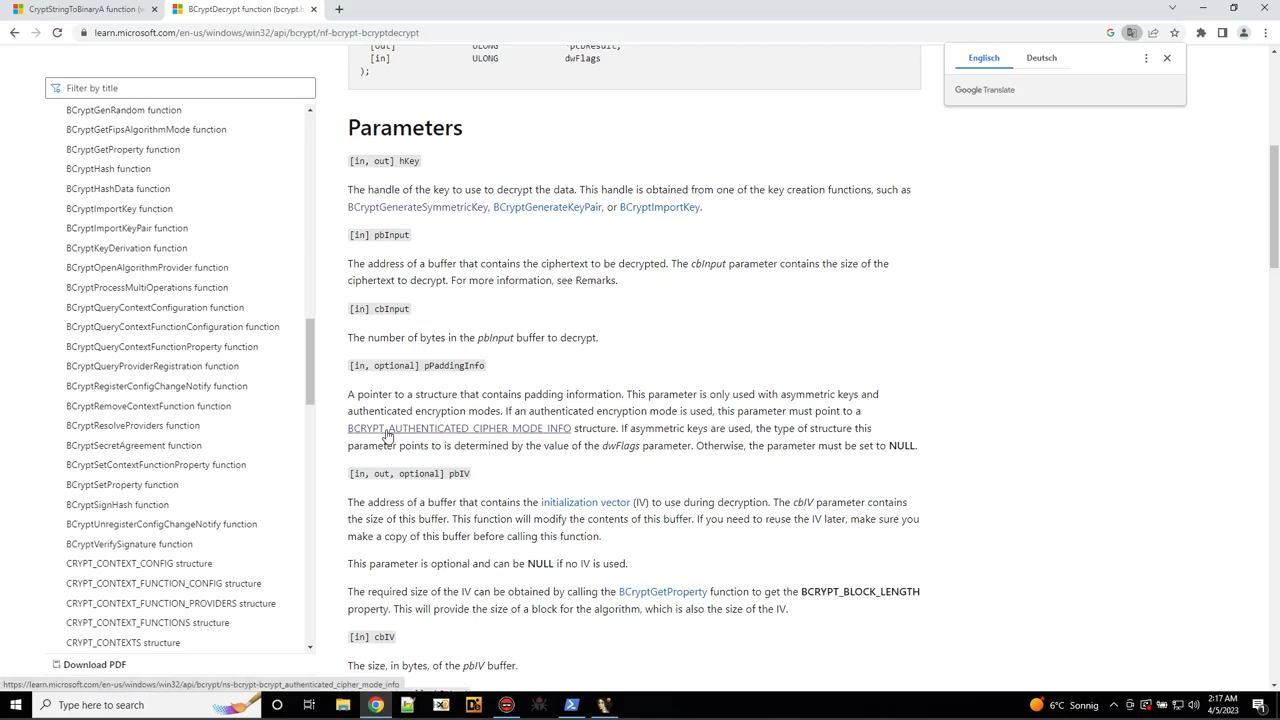 CryptStringToBinaryA function (w
BCryptDecrypt function (bcrypt.h
learn.microsoft.com/en-us/windows/win32/api/bcrypt/nf-bcrypt-bcryptdecrypt
Englisch
Deutsch
Google Translate
Filter by title
BCryptGenRandom function
BCryptGetFipsAlgorithmMode function
BCryptGetProperty function
BCryptHash function
BCryptHashData function
BCryptImportKey function
BCryptImportKeyPair function
BCryptKeyDerivation function
BCryptOpenAlgorithmProvider function
BCryptProcessMultiOperations function
BCryptQueryContextConfiguration function
BCryptQueryContextFunctionConfiguration function
BCryptQueryContextFunctionProperty function
BCryptQueryProviderRegistration function
BCryptRegisterConfigChangeNotify function
BCryptRemoveContextFunction function
BCryptResolveProviders function
BCryptSecretAgreement function
BCryptSetContextFunctionProperty function
BCryptSetProperty function
BCryptSignHash function
BCryptUnregisterConfigChangeNotify function
BCryptVerifySignature function
CRYPT_CONTEXT_CONFIG structure
CRYPT_CONTEXT_FUNCTION_CONFIG structure
CRYPT_CONTEXT_FUNCTION_PROVIDERS structure
CRYPT_CONTEXT_FUNCTIONS structure
CRYPT_CONTEXTS structure
Download PDF
[out] ULONG *pcbResult,
[in] ULONG dwFlags
);
Parameters
[in, out] hKey
The handle of the key to use to decrypt the data. This handle is obtained from one of the key creation functions, such as
BCryptGenerateSymmetricKey, BCryptGenerateKeyPair, or BCryptImportKey.
[in] pbInput
The address of a buffer that contains the ciphertext to be decrypted. The cbInput parameter contains the size of the
ciphertext to decrypt. For more information, see Remarks.
[in] cbInput
The number of bytes in the pbInput buffer to decrypt.
[in, optional] pPaddingInfo
A pointer to a structure that contains padding information. This parameter is only used with asymmetric keys and
authenticated encryption modes. If an authenticated encryption mode is used, this parameter must point to a
BCRYPT_AUTHENTICATED_CIPHER_MODE_INFO structure. If asymmetric keys are used, the type of structure this
parameter points to is determined by the value of the dwFlags parameter. Otherwise, the parameter must be set to NULL.
[in, out, optional] pbIV
The address of a buffer that contains the initialization vector (IV) to use during decryption. The cbIV parameter contains
the size of this buffer. This function will modify the contents of this buffer. If you need to reuse the IV later, make sure you
make a copy of this buffer before calling this function.
This parameter is optional and can be NULL if no IV is used.
The required size of the IV can be obtained by calling the BCryptGetProperty function to get the BCRYPT_BLOCK_LENGTH
property. This will provide the size of a block for the algorithm, which is also the size of the IV.
[in] cbIV
The size, in bytes, of the pbIV buffer.
https://learn.microsoft.com/en-us/windows/win32/api/bcrypt/ns-bcrypt-bcrypt_authenticated_cipher_mode_info
Type here to search
6°C Sonnig
2:17 AM
4/5/2023